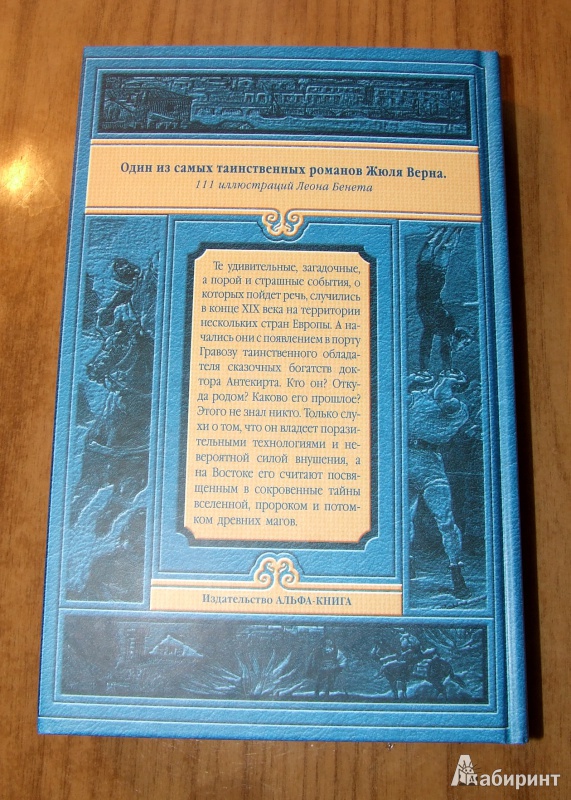 Один из самых таинственных романов Жюля Верна.
111 иллюстраций Леона Бенета
Те удивительные, загадочные,
а порой и страшные события, о
которых пойдет речь, случились
в конце XIX века на территории
нескольких стран Европы. А на-
чались они с появлением в порту
Гравозу таинственного облада-
теля сказочных богатств док-
тора Антекирта. Кто он? Отку-
да родом? Каково его прошлое?
Этого не знал никто. Только слу-
хи о том, что он владеет порази-
тельными технологиями и не-
вероятной силой внушения, а
на Востоке его считают посвя-
щенным в сокровенные тайны
вселенной, пророком и потом-
ком древних магов.
Издательство АЛЬФА-КНИГА
Лабиринт